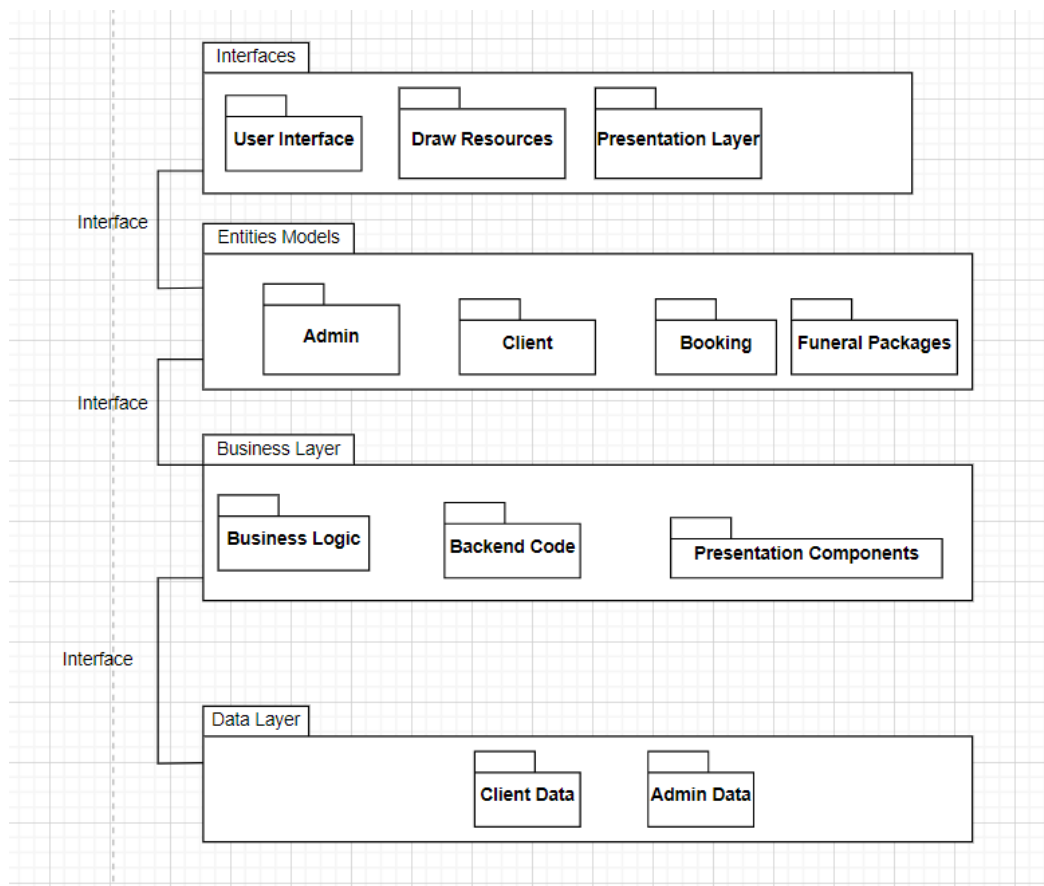 Interfaces
User Interface
Draw Resources
Presentation Layer
Interface
Entities Models
Admin
Client
Booking
Funeral Packages
Interface
Business Layer
Business Logic
Backend Code
Presentation Components
Interface
Data Layer
Client Data
Admin Data